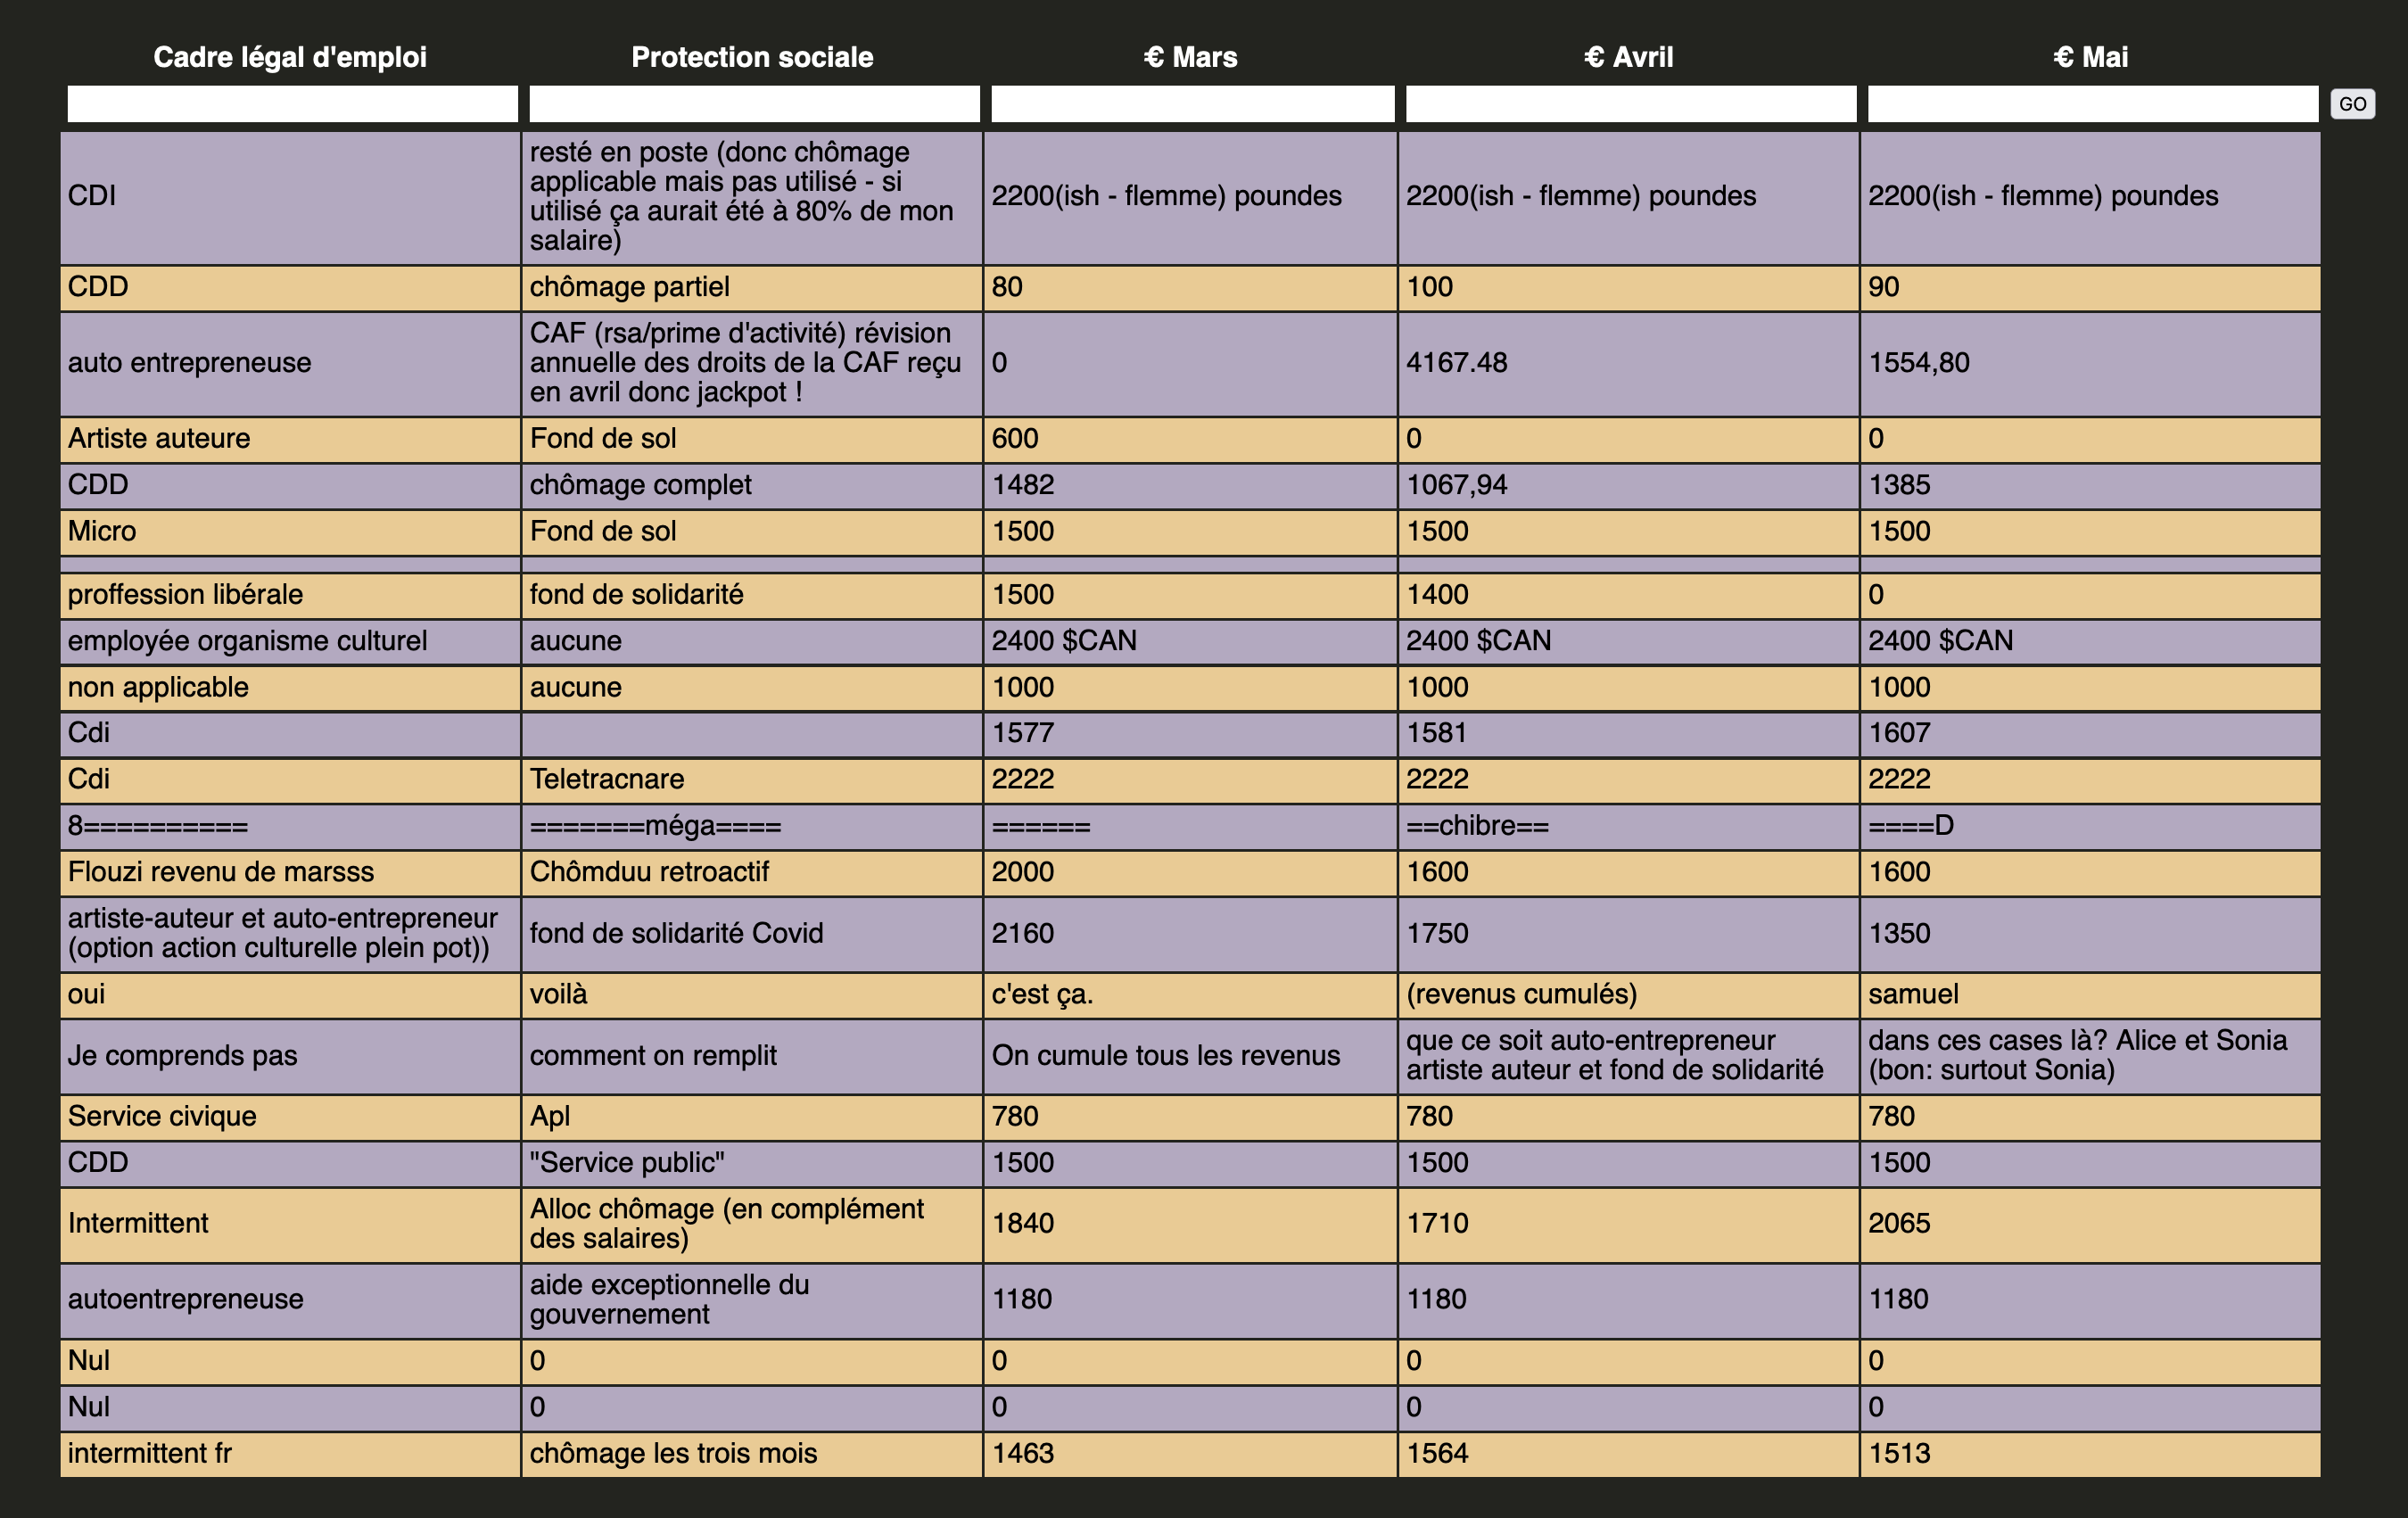 Cadre légal d'emploi Protection sociale € Mars € Avril € Mai
GO
CDI
resté en poste (donc chômage
applicable mais pas utilisé - si
utilisé ça aurait été à 80% de mon
salaire)
2200(ish - flemme) poundes 2200(ish - flemme) poundes 2200(ish - flemme) poundes
CDD chômage partiel 80 100 90
auto entrepreneuse
CAF (rsa/prime d'activité) révision
annuelle des droits de la CAF reçu
en avril donc jackpot !
0 4167.48 1554,80
Artiste auteure Fond de sol 600 0 0
CDD chômage complet 1482 1067,94 1385
Micro Fond de sol 1500 1500 1500
proffession libérale fond de solidarité 1500 1400 0
employée organisme culturel aucune 2400 $CAN 2400 $CAN 2400 $CAN
non applicable aucune 1000 1000 1000
Cdi 1577 1581 1607
Cdi Teletracnare 2222 2222 2222
8========== =======méga==== ====== ==chibre== ====D
Flouzi revenu de marsss Chômduu retroactif 2000 1600 1600
artiste-auteur et auto-entrepreneur
(option action culturelle plein pot))
fond de solidarité Covid 2160 1750 1350
oui voilà c'est ça. (revenus cumulés) samuel
Je comprends pas comment on remplit On cumule tous les revenus
que ce soit auto-entrepreneur
artiste auteur et fond de solidarité
dans ces cases là? Alice et Sonia
(bon: surtout Sonia)
Service civique Apl 780 780 780
CDD "Service public" 1500 1500 1500
Intermittent
Alloc chômage (en complément
des salaires)
1840 1710 2065
autoentrepreneuse
aide exceptionnelle du
gouvernement
1180 1180 1180
Nul 0 0 0 0
Nul 0 0 0 0
intermittent fr chômage les trois mois 1463 1564 1513